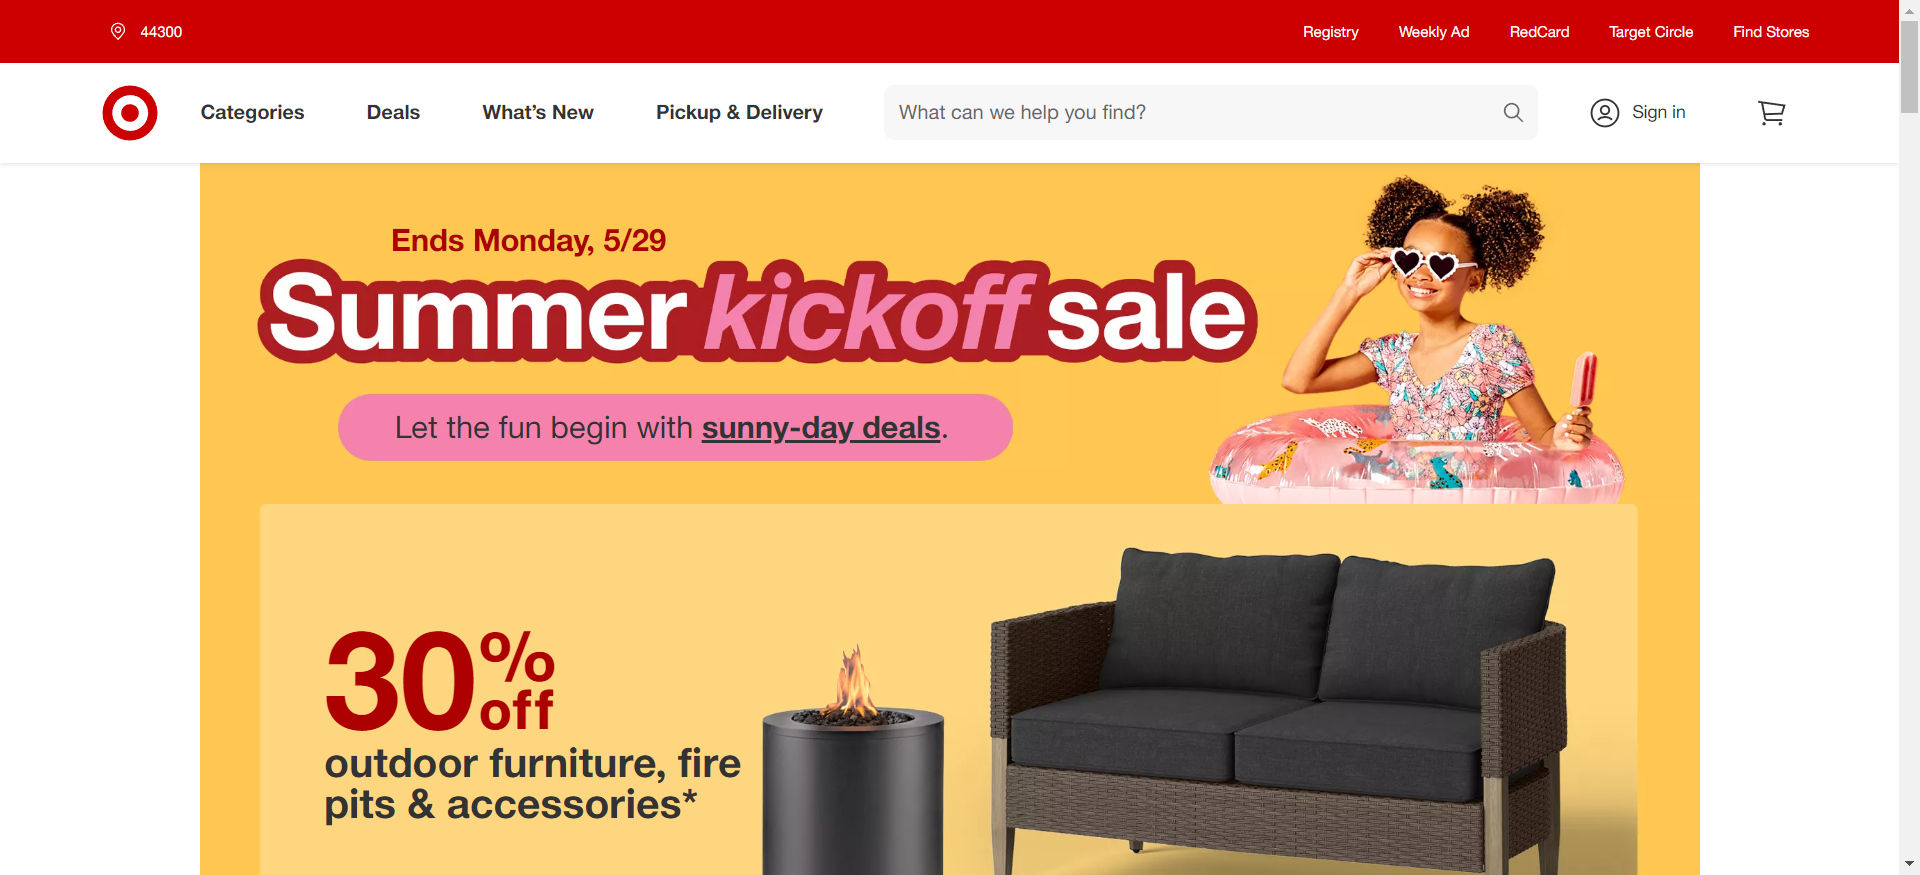 44300
Registry
Weekly Ad
RedCard
Target Circle
Find Stores
Categories
Deals
What's New
Pickup & Delivery
What can we help you find?
Sign in
Ends Monday, 5/29
Summer kickoff sale
Let the fun begin with sunny-day deals.
30% off
outdoor furniture, fire
pits & accessories*